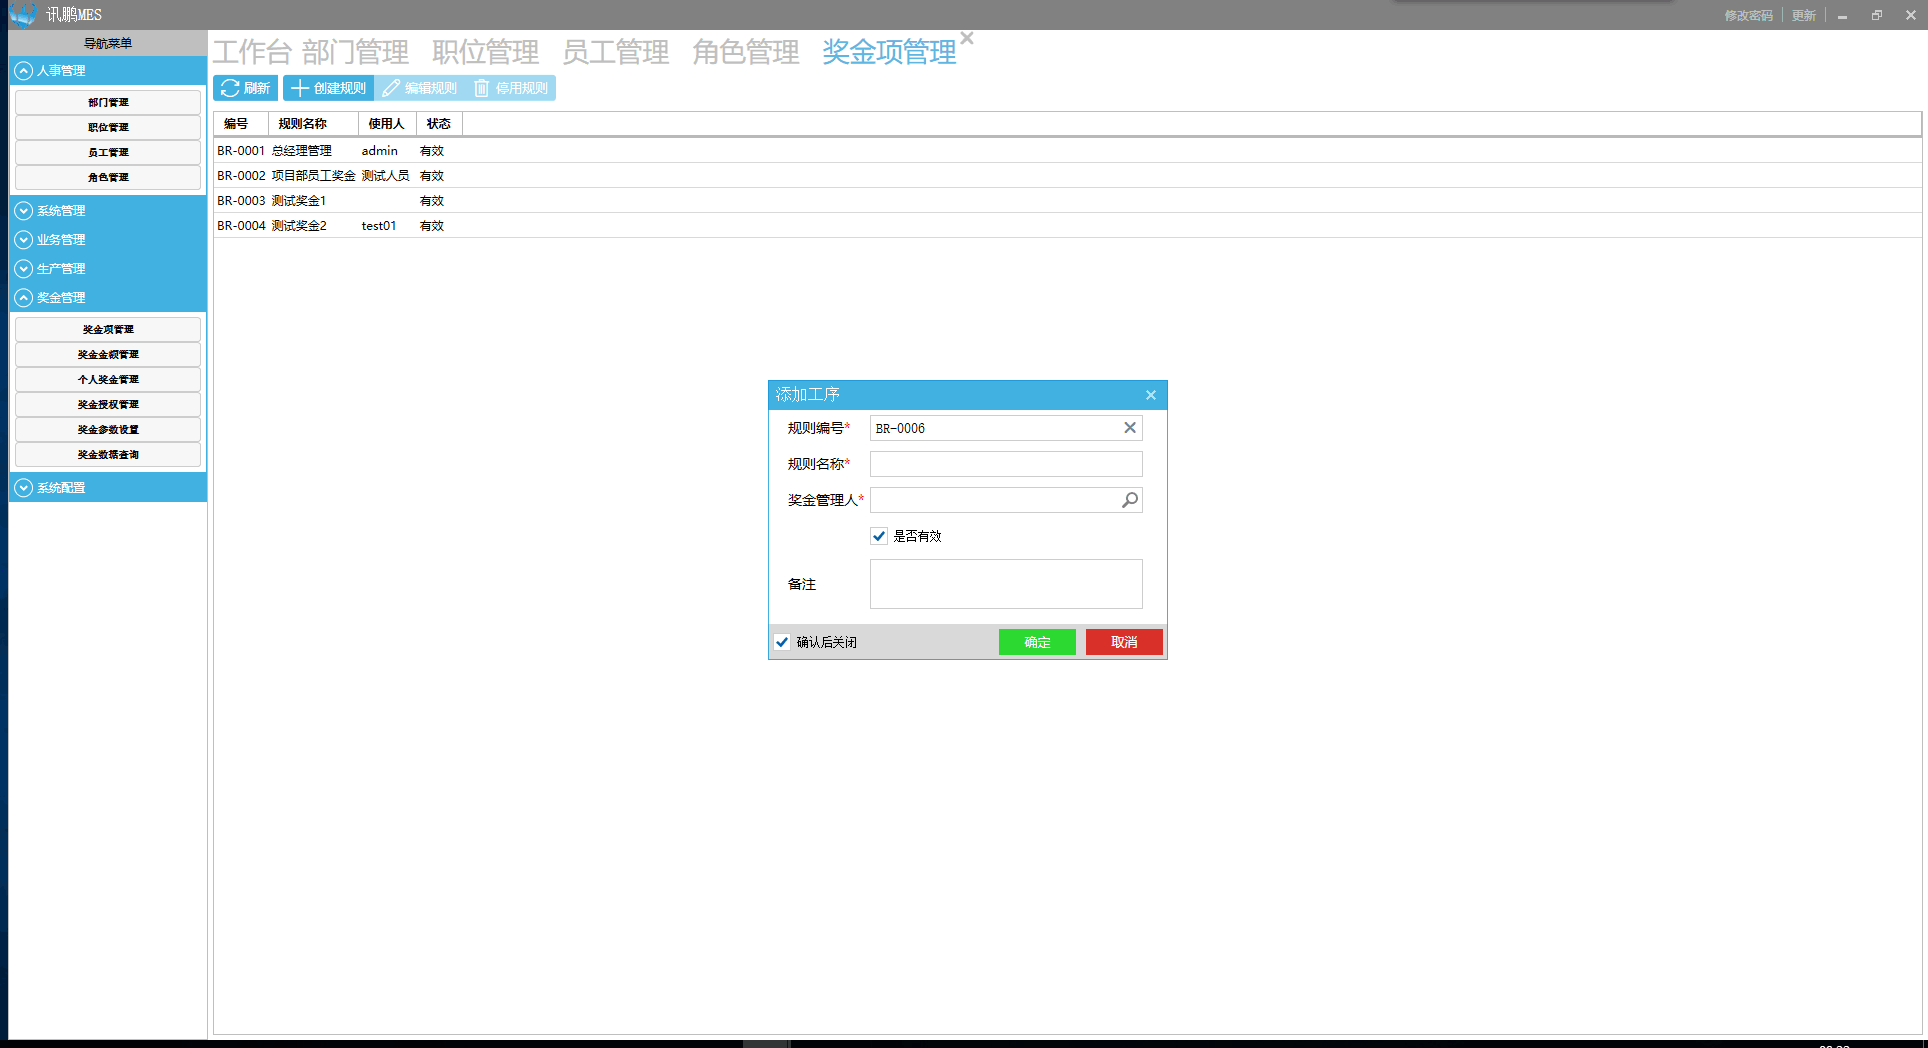 讯鹏MES
修改密码 更新
导航菜单
人事管理
部门管理
职位管理
员工管理
角色管理
系统管理
业务管理
生产管理
奖金管理
奖金项管理
奖金金额管理
个人奖金管理
奖金授权管理
奖金参数设置
奖金数据查询
系统配置
工作台 部门管理 职位管理 员工管理 角色管理 奖金项管理
刷新 创建规则 编辑规则 停用规则
编号 规则名称 使用人 状态
BR-0001 总经理管理 admin 有效
BR-0002 项目部员工奖金 测试人员 有效
BR-0003 测试奖金1 有效
BR-0004 测试奖金2 test01 有效
添加工序
规则编号* BR-0006
规则名称*
奖金管理人*
是否有效
备注
确认后关闭 确定 取消